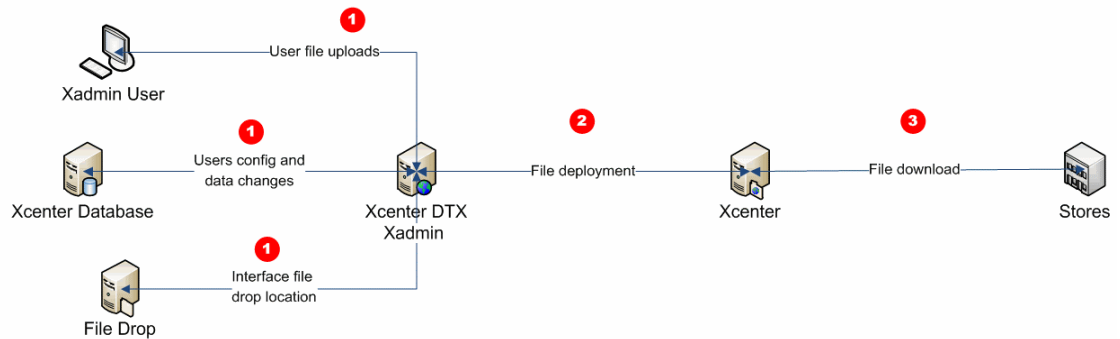 1
User file uploads
Xadmin User
1
Users config and
data changes
Xcenter Database
Xcenter DTX
Xadmin
1
Interface file
drop location
File Drop
2
File deployment
Xcenter
3
File download
Stores